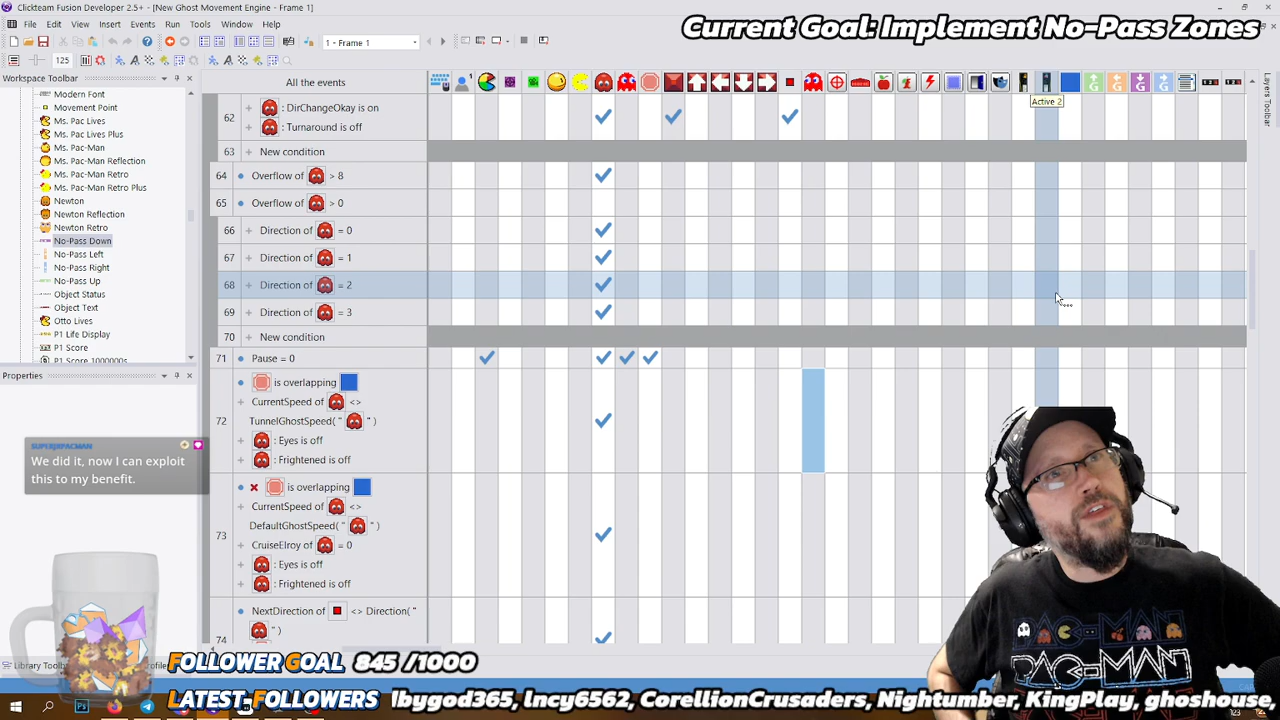 Clickteam Fusion Developer 2.5+ - [New Ghost Movement Engine - Frame 1]
Current Goal: Implement No-Pass Zones
File Edit View Insert Events Run Tools Window Help
1 - Frame 1
125
Workspace Toolbar
Modern Font
Movement Point
Ms. Pac Lives
Ms. Pac Lives Plus
Ms. Pac-Man
Ms. Pac-Man Reflection
Ms. Pac-Man Retro
Ms. Pac-Man Retro Plus
Newton
Newton Reflection
Newton Retro
No-Pass Down
No-Pass Left
No-Pass Right
No-Pass Up
Object Status
Object Text
Otto Lives
P1 Life Display
P1 Score
P1 Score 1000000s
Properties
SUPERJRPACMAN
We did it, now I can exploit
this to my benefit.
All the events
Active 2
62
: DirChangeOkay is on
: Turnaround is off
63 New condition
64 Overflow of > 8
65 Overflow of > 0
66 Direction of = 0
67 Direction of = 1
68 Direction of = 2
69 Direction of = 3
70 New condition
71 Pause = 0
72
is overlapping
CurrentSpeed of <>
TunnelGhostSpeed( " " )
: Eyes is off
: Frightened is off
73
is overlapping
CurrentSpeed of <>
DefaultGhostSpeed( " " )
CruiseElroy of = 0
: Eyes is off
: Frightened is off
74
NextDirection of <> Direction( "
" )
Layers Toolbar
FOLLOWER GOAL 845 /1000
LATEST FOLLOWERS lbygod365, lncy6562, CorellionCrusaders, Nightumber, KingPlay, ghoshouse,
PAC-MAN